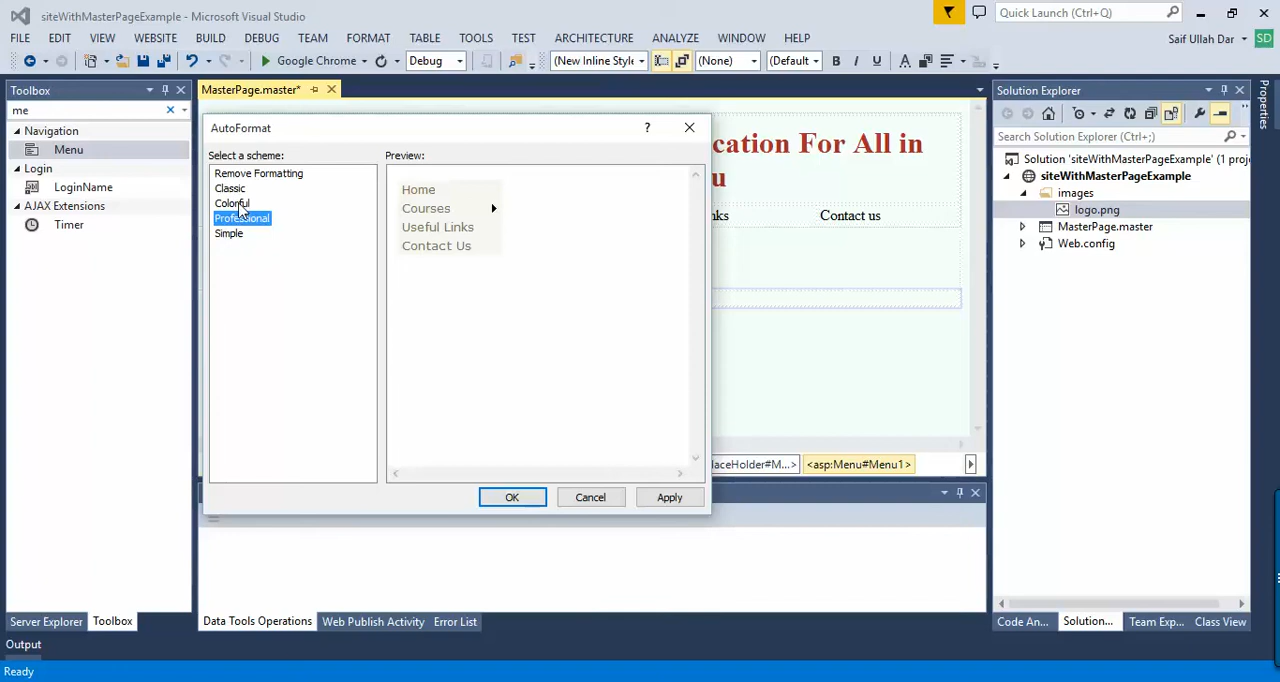 siteWithMasterPageExample - Microsoft Visual Studio
Quick Launch (Ctrl+Q)
FILE EDIT VIEW WEBSITE BUILD DEBUG TEAM FORMAT TABLE TOOLS TEST ARCHITECTURE ANALYZE WINDOW HELP
Saif Ullah Dar SD
Google Chrome Debug (New Inline Style (None) (Default B I U A
Toolbox
me
Navigation
Menu
Login
LoginName
AJAX Extensions
Timer
MasterPage.master*
AutoFormat ?
Select a scheme:
Remove Formatting
Classic
Colorful
Professional
Simple
Preview:
Home
Courses
Useful Links
Contact Us
OK Cancel Apply
cation For All in
u
ks Contact us
laceHolder#M...> <asp:Menu#Menu1>
Solution Explorer
Search Solution Explorer (Ctrl+;)
Solution 'siteWithMasterPageExample' (1 proje
siteWithMasterPageExample
images
logo.png
MasterPage.master
Web.config
Properties
Server Explorer Toolbox
Data Tools Operations Web Publish Activity Error List
Code An... Solution... Team Exp... Class View
Output
Ready